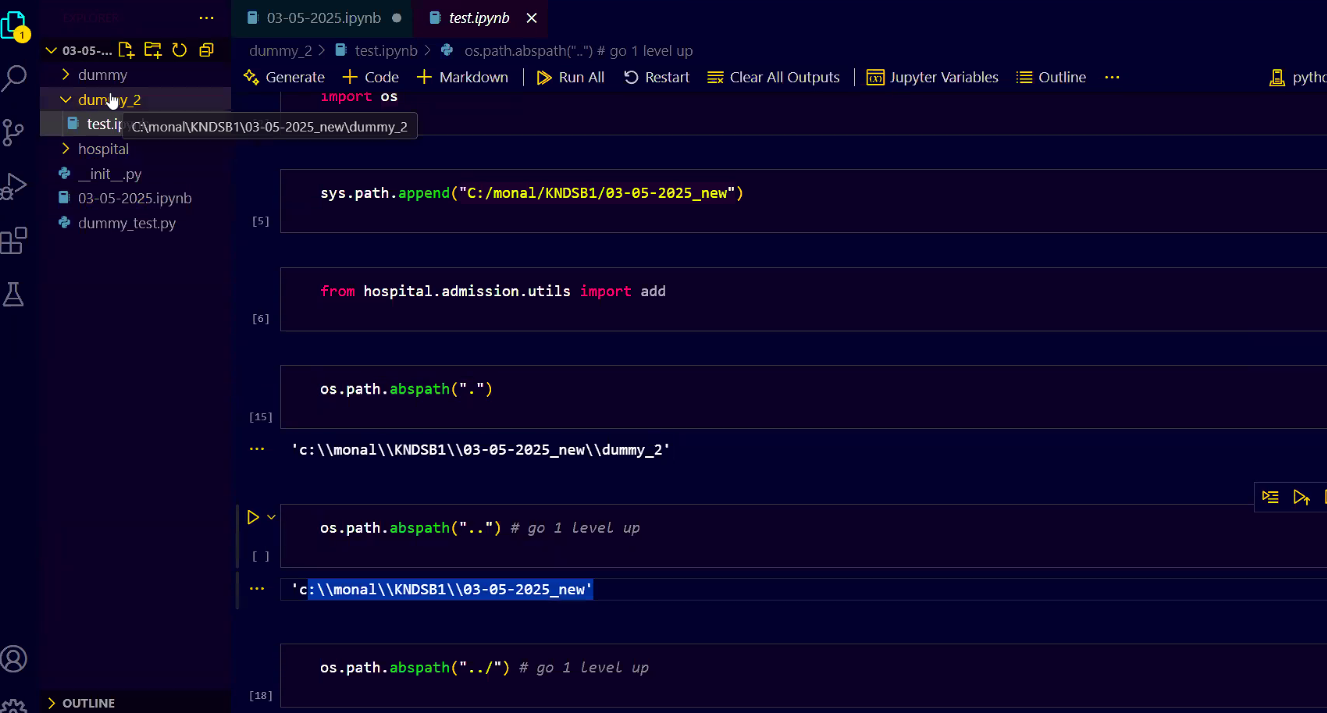 EXPLORER
03-05-2025.ipynb
test.ipynb
1
03-05-...
dummy_2 > test.ipynb > os.path.abspath("..") # go 1 level up
Generate + Code + Markdown Run All Restart Clear All Outputs Jupyter Variables Outline ...
dummy
dummy_2
C:\monal\KNDSB1\03-05-2025_new\dummy_2
hospital
__init__.py
03-05-2025.ipynb
dummy_test.py
OUTLINE
import os
sys.path.append("C:/monal/KNDSB1/03-05-2025_new")
[5]
from hospital.admission.utils import add
[6]
os.path.abspath(".")
[15]
'c:\\monal\\KNDSB1\\03-05-2025_new\\dummy_2'
os.path.abspath("..") # go 1 level up
[ ]
'c:\\monal\\KNDSB1\\03-05-2025_new'
os.path.abspath("../") # go 1 level up
[18]